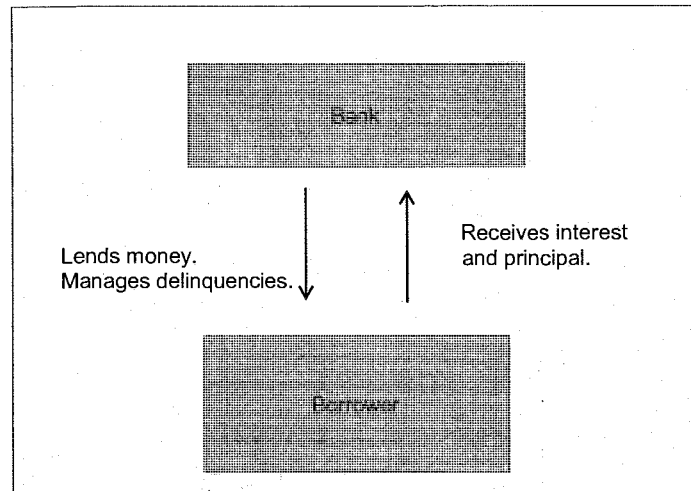 Bank
Lends money.
Manages delinquencies.
Receives interest
and principal.
Borrower